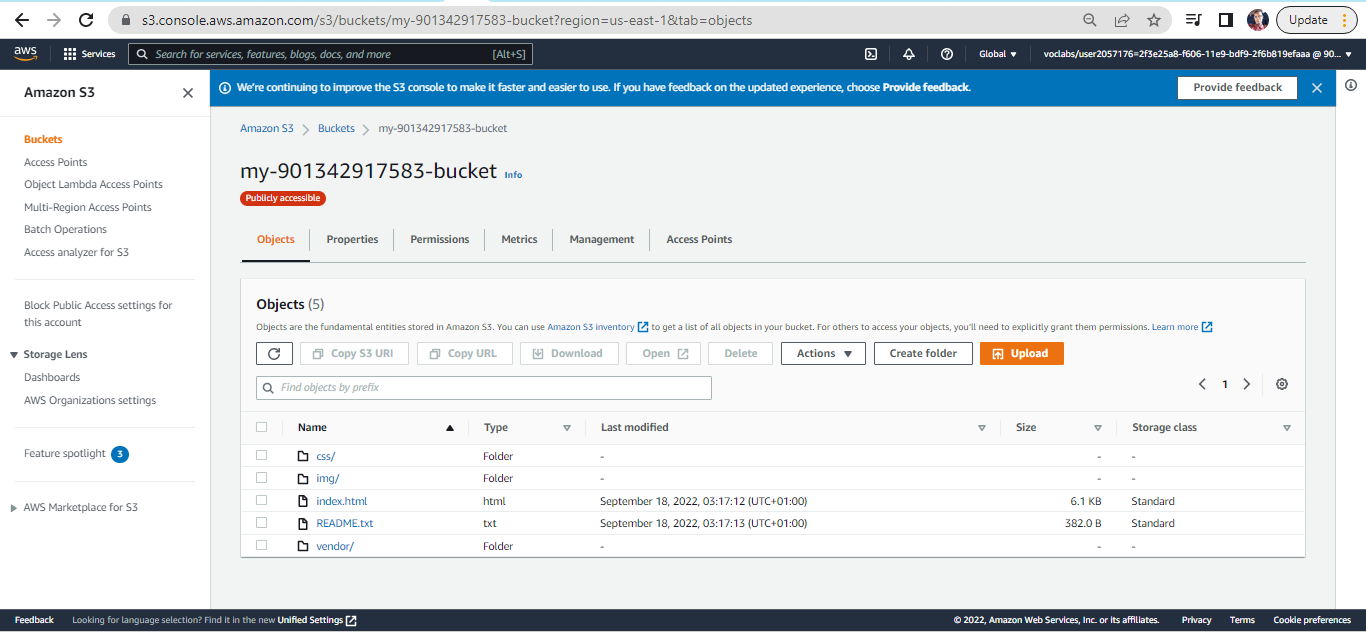 s3.console.aws.amazon.com/s3/buckets/my-901342917583-bucket?region=us-east-1&tab=objects
Update
aws
Services
Search for services, features, blogs, docs, and more
[Alt+S]
Global
voclabs/user2057176=2f3e25a8-f606-11e9-bdf9-2f6b819efaaa @ 90...
Amazon S3
Buckets
Access Points
Object Lambda Access Points
Multi-Region Access Points
Batch Operations
Access analyzer for S3
Block Public Access settings for
this account
Storage Lens
Dashboards
AWS Organizations settings
Feature spotlight 3
AWS Marketplace for S3
We're continuing to improve the S3 console to make it faster and easier to use. If you have feedback on the updated experience, choose Provide feedback.
Provide feedback
Amazon S3 Buckets my-901342917583-bucket
my-901342917583-bucket Info
Publicly accessible
Objects Properties Permissions Metrics Management Access Points
Objects (5)
Objects are the fundamental entities stored in Amazon S3. You can use Amazon S3 inventory to get a list of all objects in your bucket. For others to access your objects, you'll need to explicitly grant them permissions. Learn more
Copy S3 URI Copy URL Download Open Delete Actions Create folder Upload
Find objects by prefix
1
Name Type Last modified Size Storage class
css/ Folder - - -
img/ Folder - - -
index.html html September 18, 2022, 03:17:12 (UTC+01:00) 6.1 KB Standard
README.txt txt September 18, 2022, 03:17:13 (UTC+01:00) 382.0 B Standard
vendor/ Folder - - -
Feedback Looking for language selection? Find it in the new Unified Settings
© 2022, Amazon Web Services, Inc. or its affiliates. Privacy Terms Cookie preferences